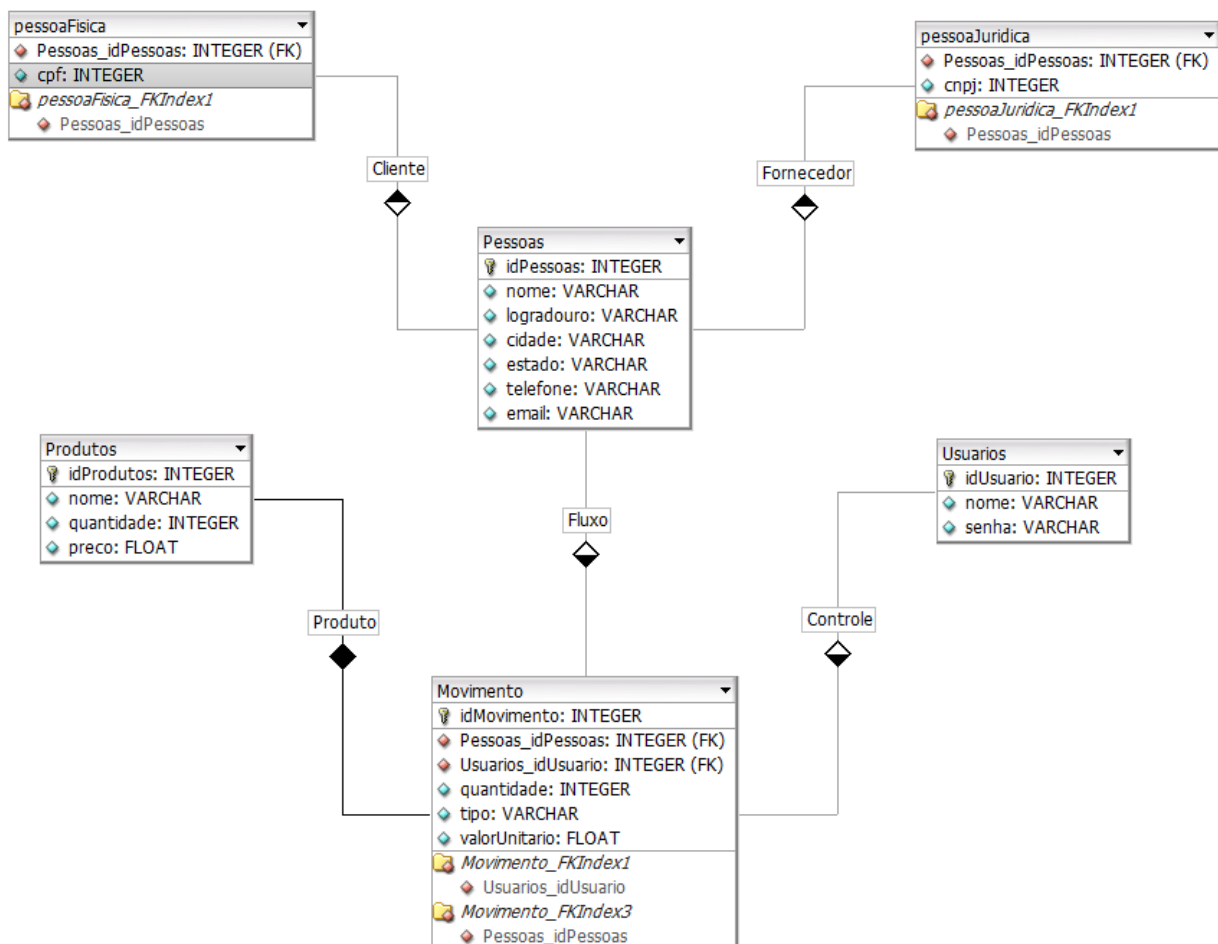 pessoaFisica
Pessoas_idPessoas: INTEGER (FK)
cpf: INTEGER
pessoaFisica_FKIndex1
Pessoas_idPessoas
pessoaJuridica
Pessoas_idPessoas: INTEGER (FK)
cnpj: INTEGER
pessoaJuridica_FKIndex1
Pessoas_idPessoas
Cliente
Fornecedor
Pessoas
idPessoas: INTEGER
nome: VARCHAR
logradouro: VARCHAR
cidade: VARCHAR
estado: VARCHAR
telefone: VARCHAR
email: VARCHAR
Produtos
idProdutos: INTEGER
nome: VARCHAR
quantidade: INTEGER
preco: FLOAT
Usuarios
idUsuario: INTEGER
nome: VARCHAR
senha: VARCHAR
Fluxo
Produto
Controle
Movimento
idMovimento: INTEGER
Pessoas_idPessoas: INTEGER (FK)
Usuarios_idUsuario: INTEGER (FK)
quantidade: INTEGER
tipo: VARCHAR
valorUnitario: FLOAT
Movimento_FKIndex1
Usuarios_idUsuario
Movimento_FKIndex3
Pessoas_idPessoas